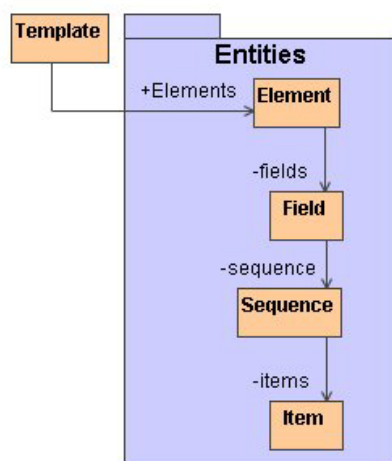 Template
Entities
+Elements
Element
-fields
Field
-sequence
Sequence
-items
Item